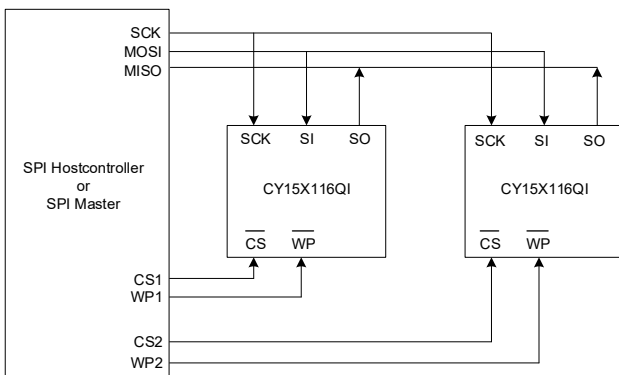 SCK
MOSI
MISO
SPI Hostcontroller
or
SPI Master
CS1
WP1
CS2
WP2
SCK SI SO
CY15X116QI
CS WP
SCK SI SO
CY15X116QI
CS WP